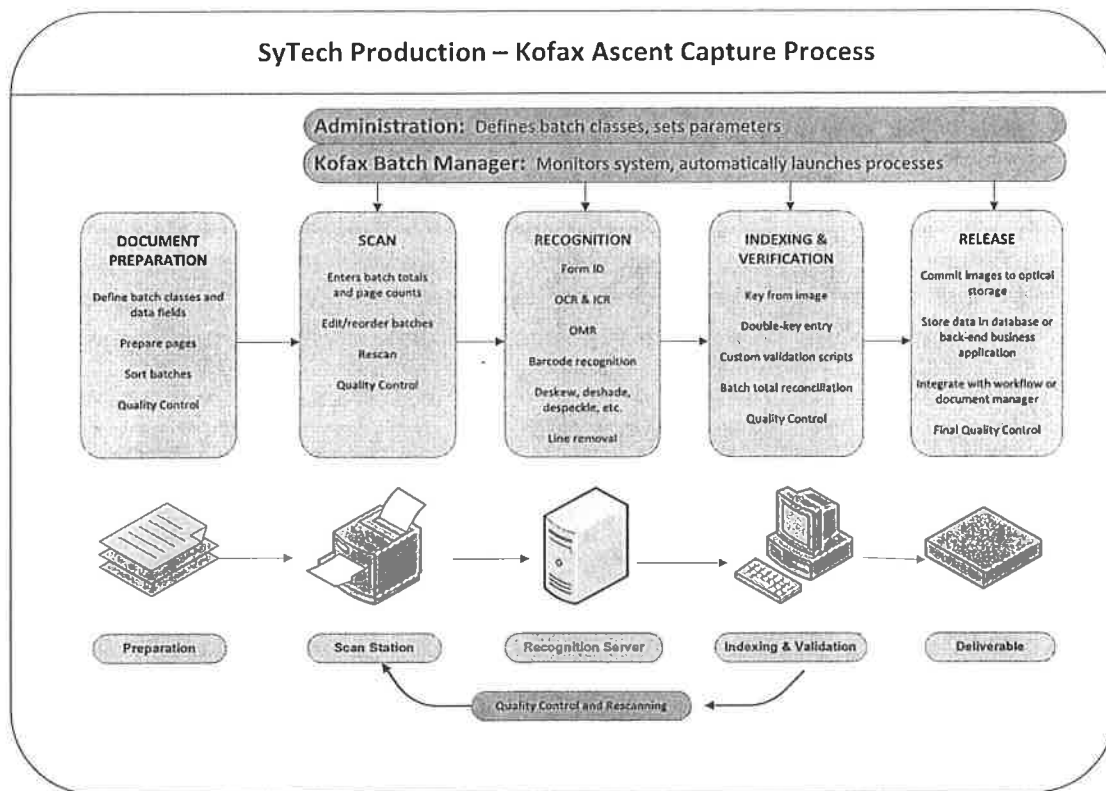 SyTech Production – Kofax Ascent Capture Process
Administration: Defines batch classes, sets parameters
Kofax Batch Manager: Monitors system, automatically launches processes
DOCUMENT
PREPARATION
Define batch classes and
data fields
Prepare pages
Sort batches
Quality Control
SCAN
Enters batch totals
and page counts
Edit/reorder batches
Rescan
Quality Control
RECOGNITION
Form ID
OCR & ICR
OMR
Barcode recognition
Deskew, deshade,
despeckle, etc.
Line removal
INDEXING &
VERIFICATION
Key from image
Double-key entry
Custom validation scripts
Batch total reconciliation
Quality Control
RELEASE
Commit images to optical
storage
Store data in database or
back-end business
application
Integrate with workflow or
document manager
Final Quality Control
Preparation
Scan Station
Recognition Server
Indexing & Validation
Deliverable
Quality Control and Rescanning